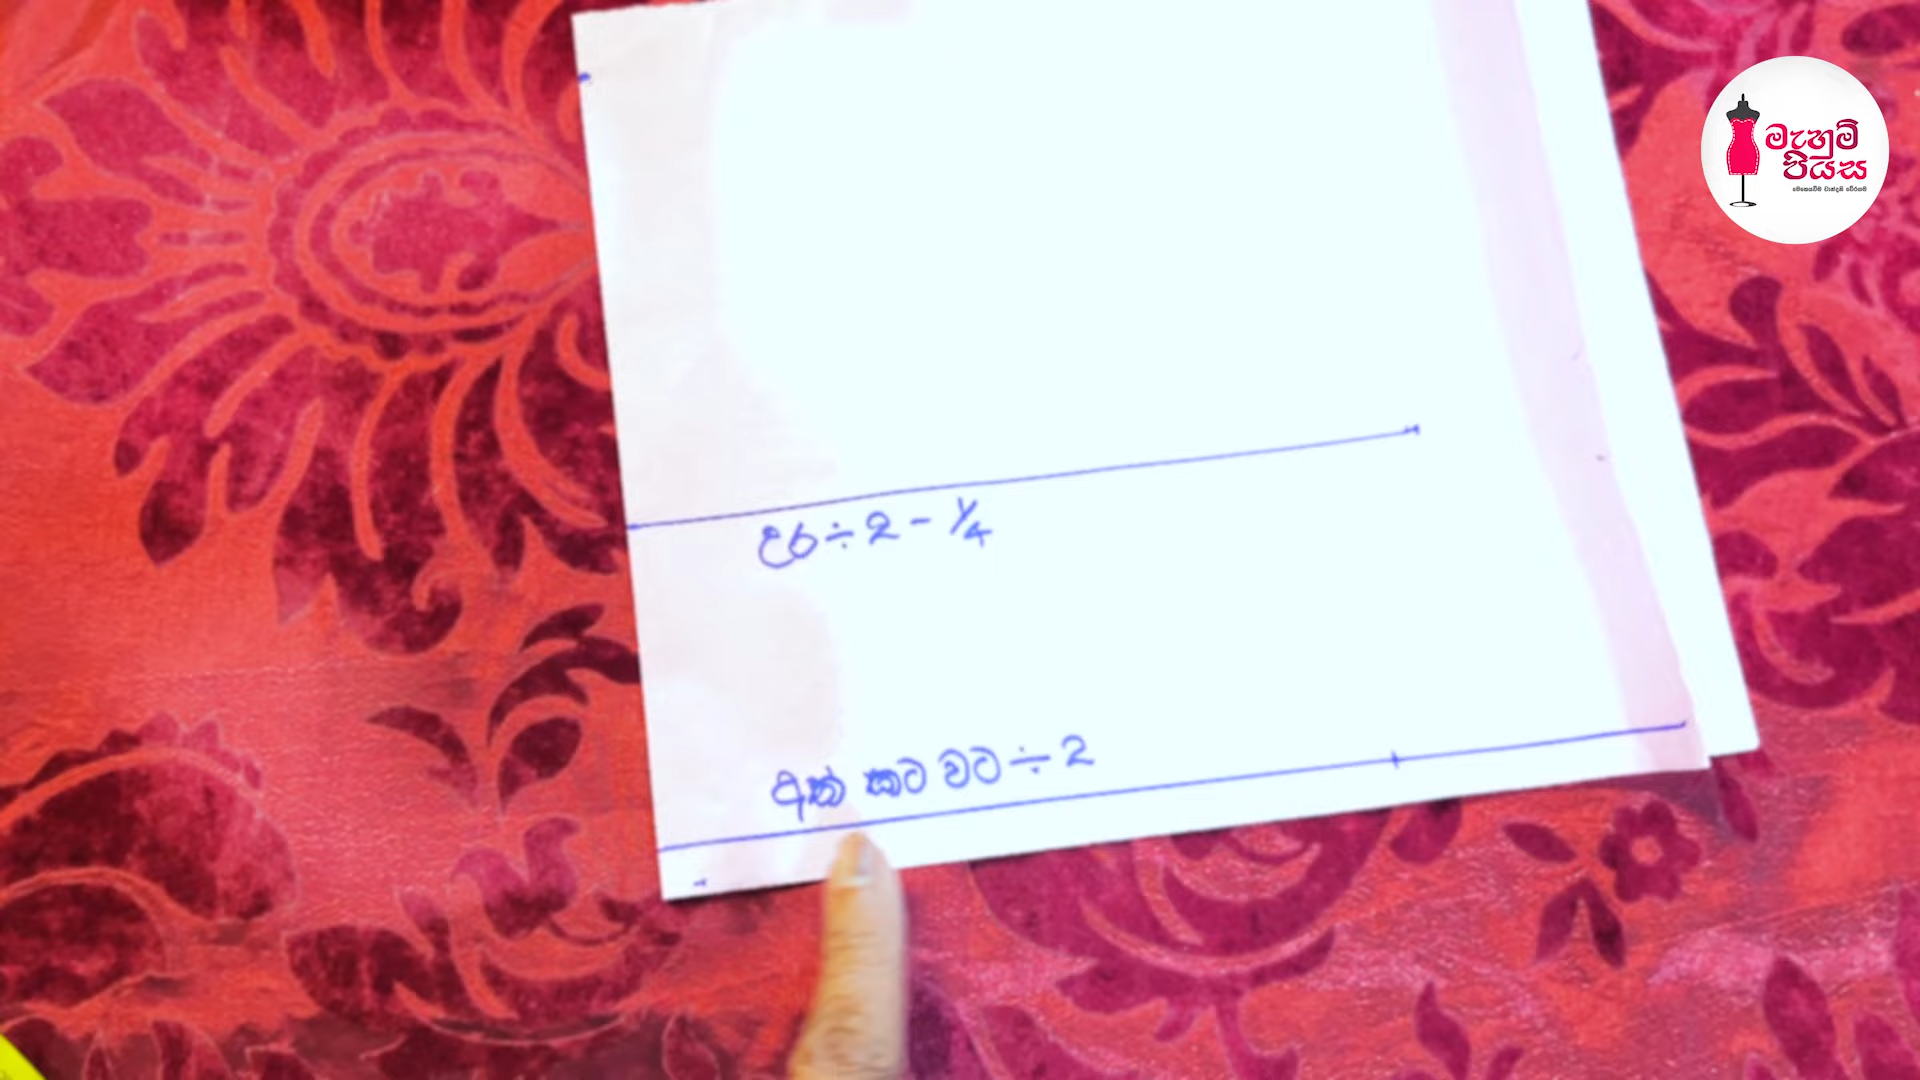 මැහුම්
පියස
උර ÷ 2 - 1/4
අත් කට වට ÷ 2